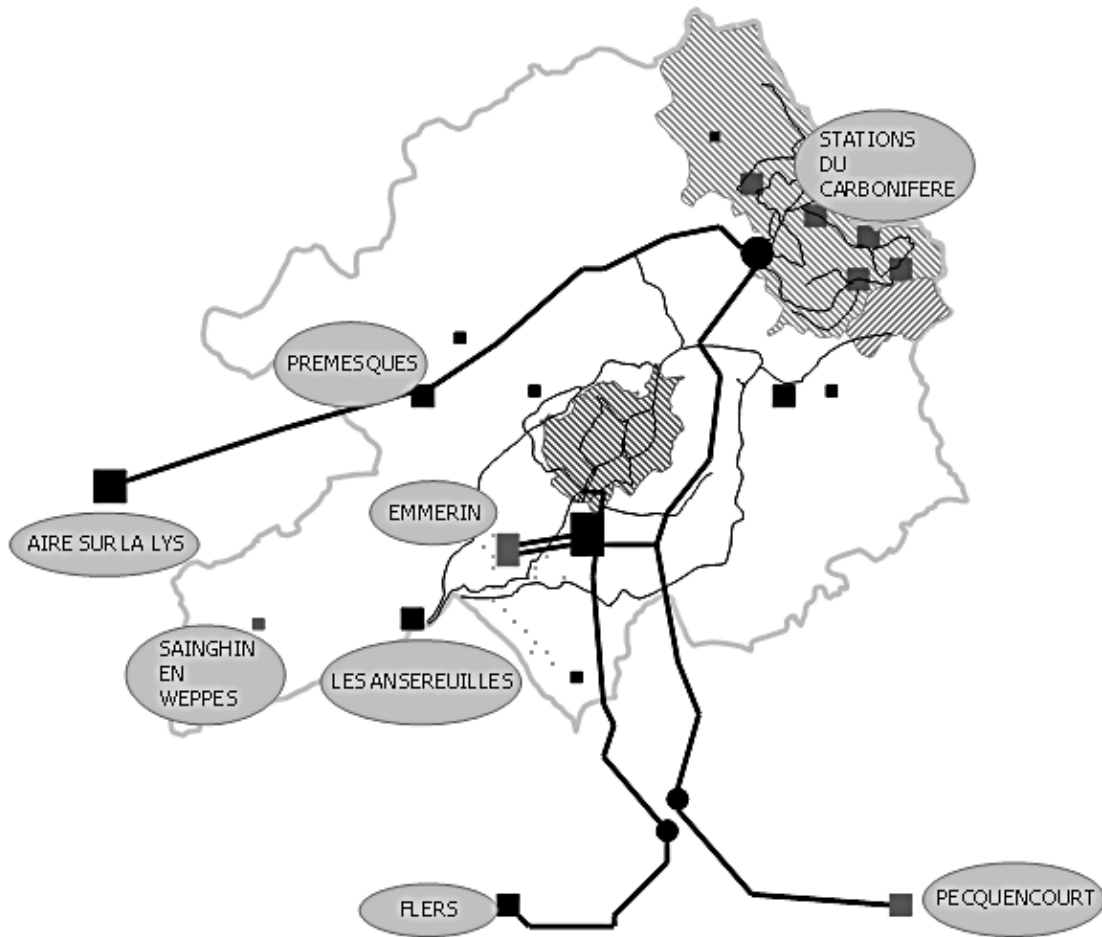 STATIONS
DU
CARBONIFERE
PREMESQUES
EMMERIN
AIRE SUR LA LYS
SAINGHIN
EN
WEPPES
LES ANSEREUILLES
FLERS
PECQUENCOURT